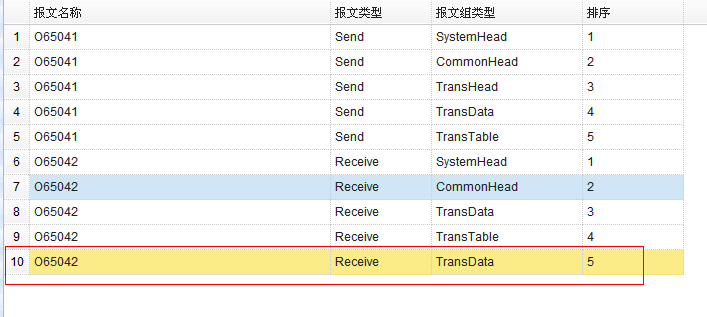 报文名称 报文类型 报文组类型 排序
1 O65041 Send SystemHead 1
2 O65041 Send CommonHead 2
3 O65041 Send TransHead 3
4 O65041 Send TransData 4
5 O65041 Send TransTable 5
6 O65042 Receive SystemHead 1
7 O65042 Receive CommonHead 2
8 O65042 Receive TransData 3
9 O65042 Receive TransTable 4
10 O65042 Receive TransData 5